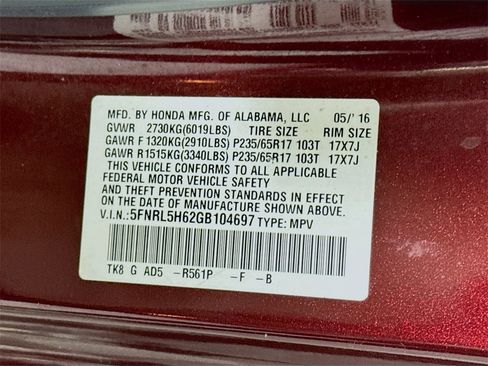 MFD. BY HONDA MFG. OF ALABAMA, LLC 05/'16
GVWR 2730KG(6019LBS) TIRE SIZE RIM SIZE
GAWR F 1320KG(2910LBS) P235/65R17 103T 17X7J
GAWR R 1515KG(3340LBS) P235/65R17 103T 17X7J
THIS VEHICLE CONFORMS TO ALL APPLICABLE
FEDERAL MOTOR VEHICLE SAFETY
AND THEFT PREVENTION STANDARDS IN EFFECT
ON THE DATE OF MANUFACTURE SHOWN ABOVE.
V.I.N.: 5FNRL5H62GB104697 TYPE: MPV
TK8 G AD5 -R561P -F -B